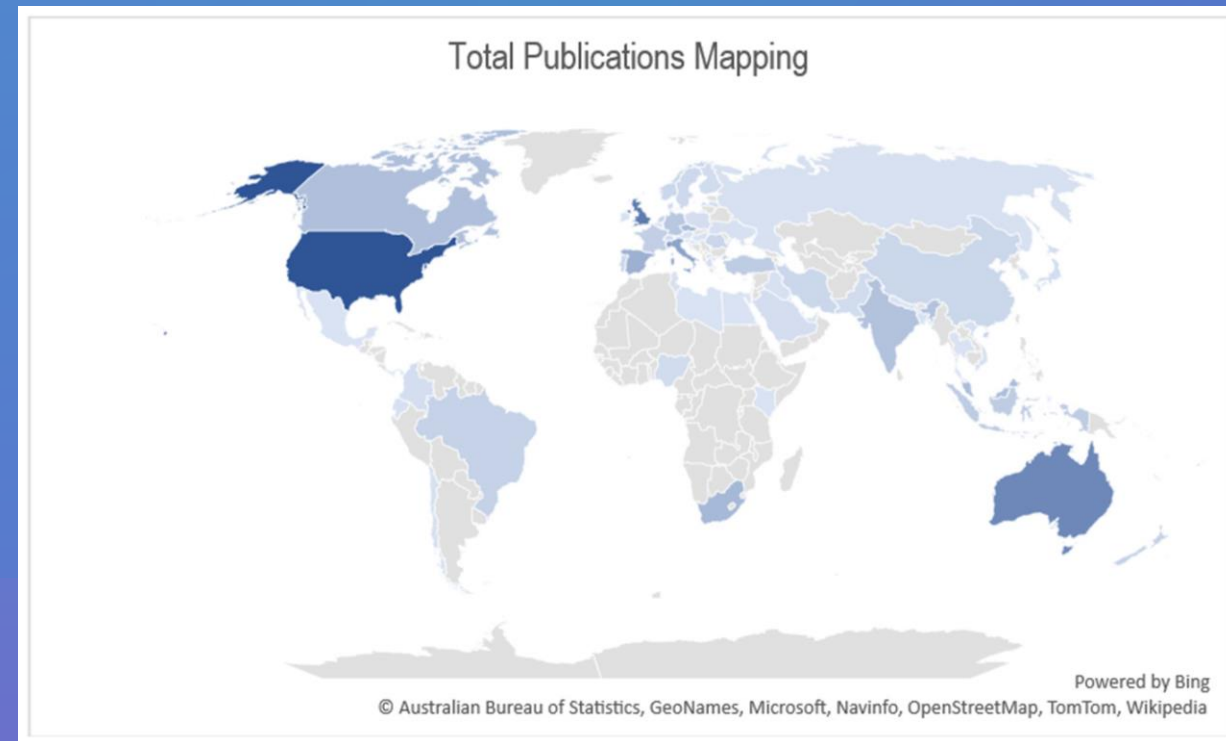 Total Publications Mapping
Powered by Bing
© Australian Bureau of Statistics, GeoNames, Microsoft, Navinfo, OpenStreetMap, TomTom, Wikipedia